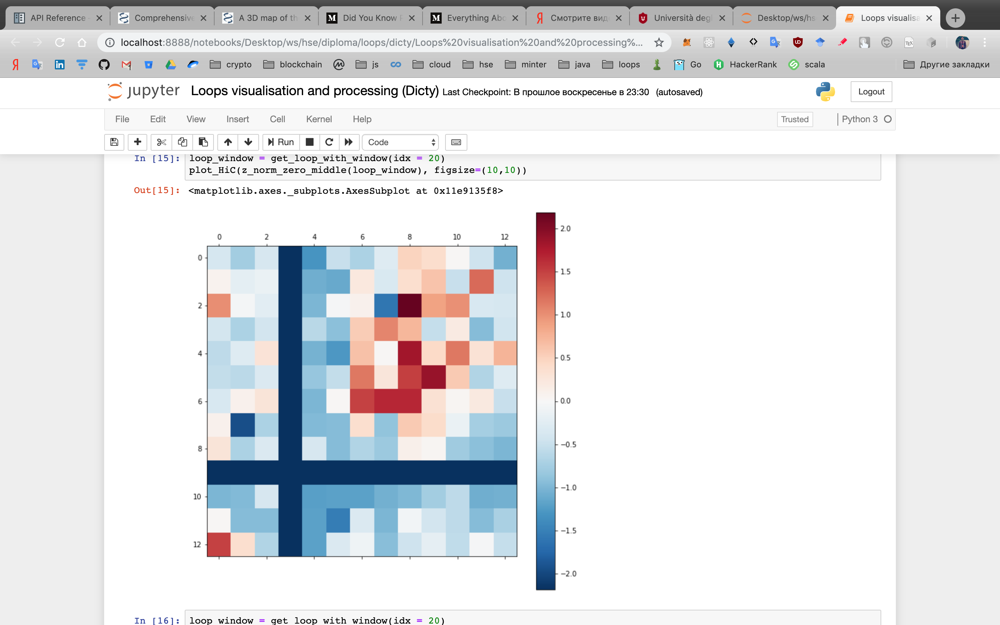 API Reference -
Comprehensive
A 3D map of th
Did You Know
Everything Abo
Смотрите вид
Università degl
Desktop/ws/hs
Loops visualisa
localhost:8888/notebooks/Desktop/ws/hse/diploma/loops/dicty/Loops%20visualisation%20and%20processing%...
crypto blockchain js cloud hse minter java loops Go HackerRank scala Другие закладки
jupyter Loops visualisation and processing (Dicty) Last Checkpoint: В прошлое воскресенье в 23:30 (autosaved)
Logout
File Edit View Insert Cell Kernel Help
Trusted Python 3
Run Code
In [15]: loop_window = get_loop_with_window(idx = 20)
plot_HiC(z_norm_zero_middle(loop_window), figsize=(10,10))
Out[15]: <matplotlib.axes._subplots.AxesSubplot at 0x11e9135f8>
0 2 4 6 8 10 12
0
2
4
6
8
10
12
2.0
1.5
1.0
0.5
0.0
−0.5
−1.0
−1.5
−2.0
In [16]: loop_window = get_loop_with_window(idx = 20)